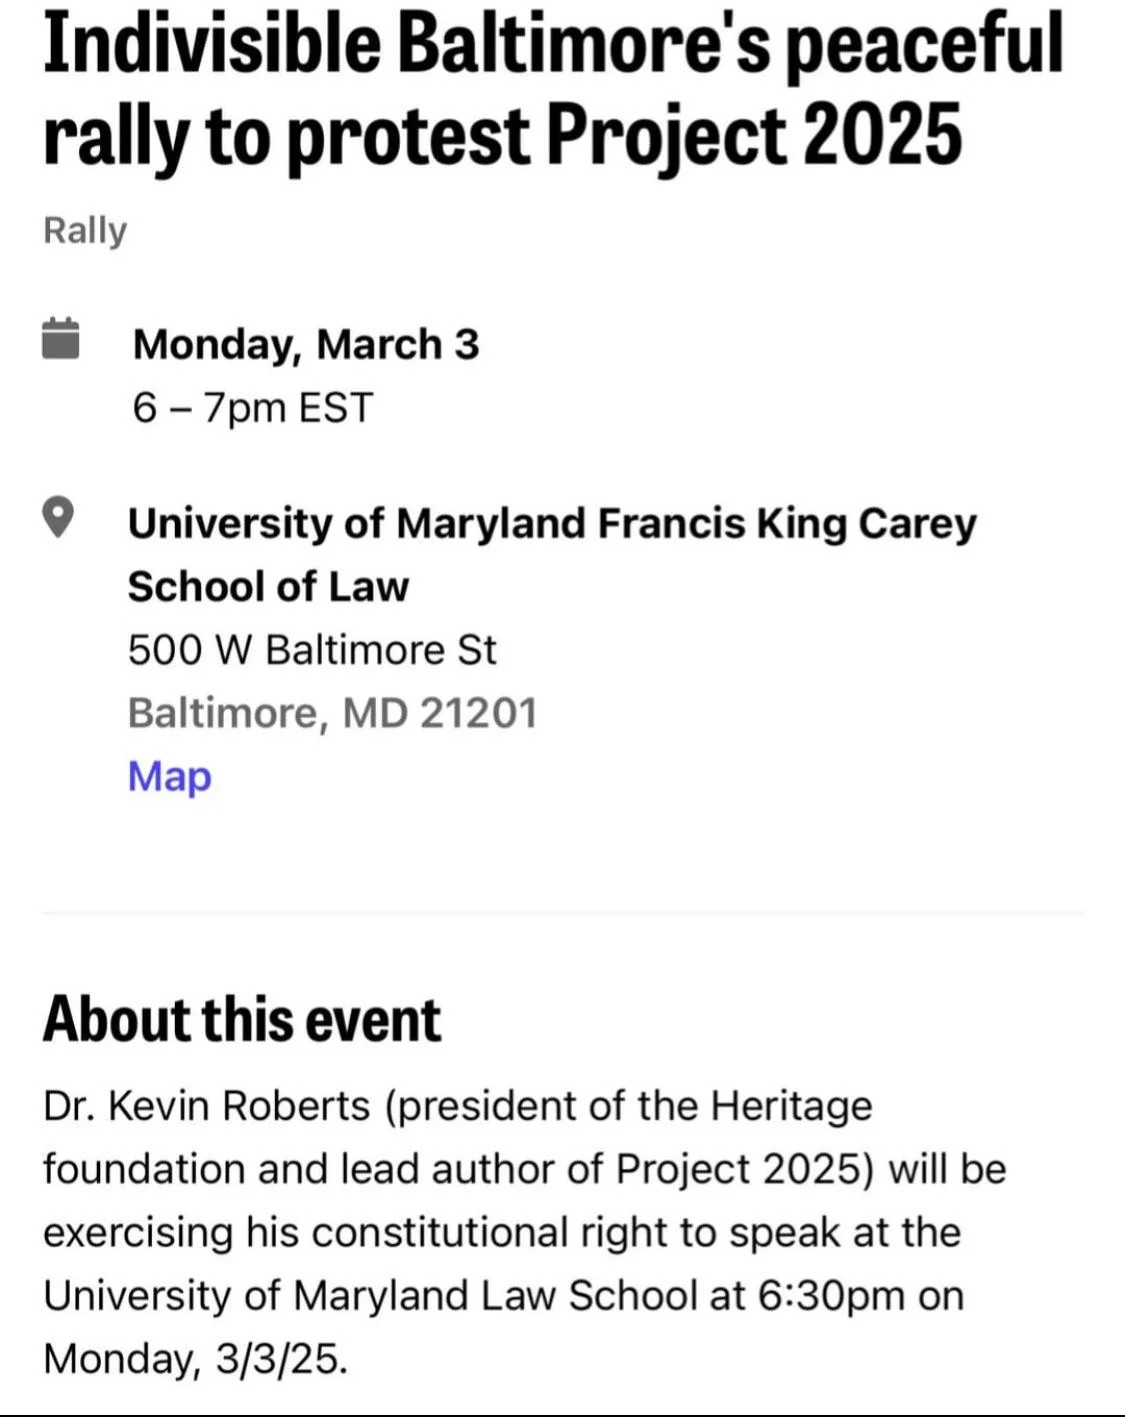 Indivisible Baltimore's peaceful
rally to protest Project 2025
Rally
Monday, March 3
6 – 7pm EST
University of Maryland Francis King Carey
School of Law
500 W Baltimore St
Baltimore, MD 21201
Map
About this event
Dr. Kevin Roberts (president of the Heritage
foundation and lead author of Project 2025) will be
exercising his constitutional right to speak at the
University of Maryland Law School at 6:30pm on
Monday, 3/3/25.